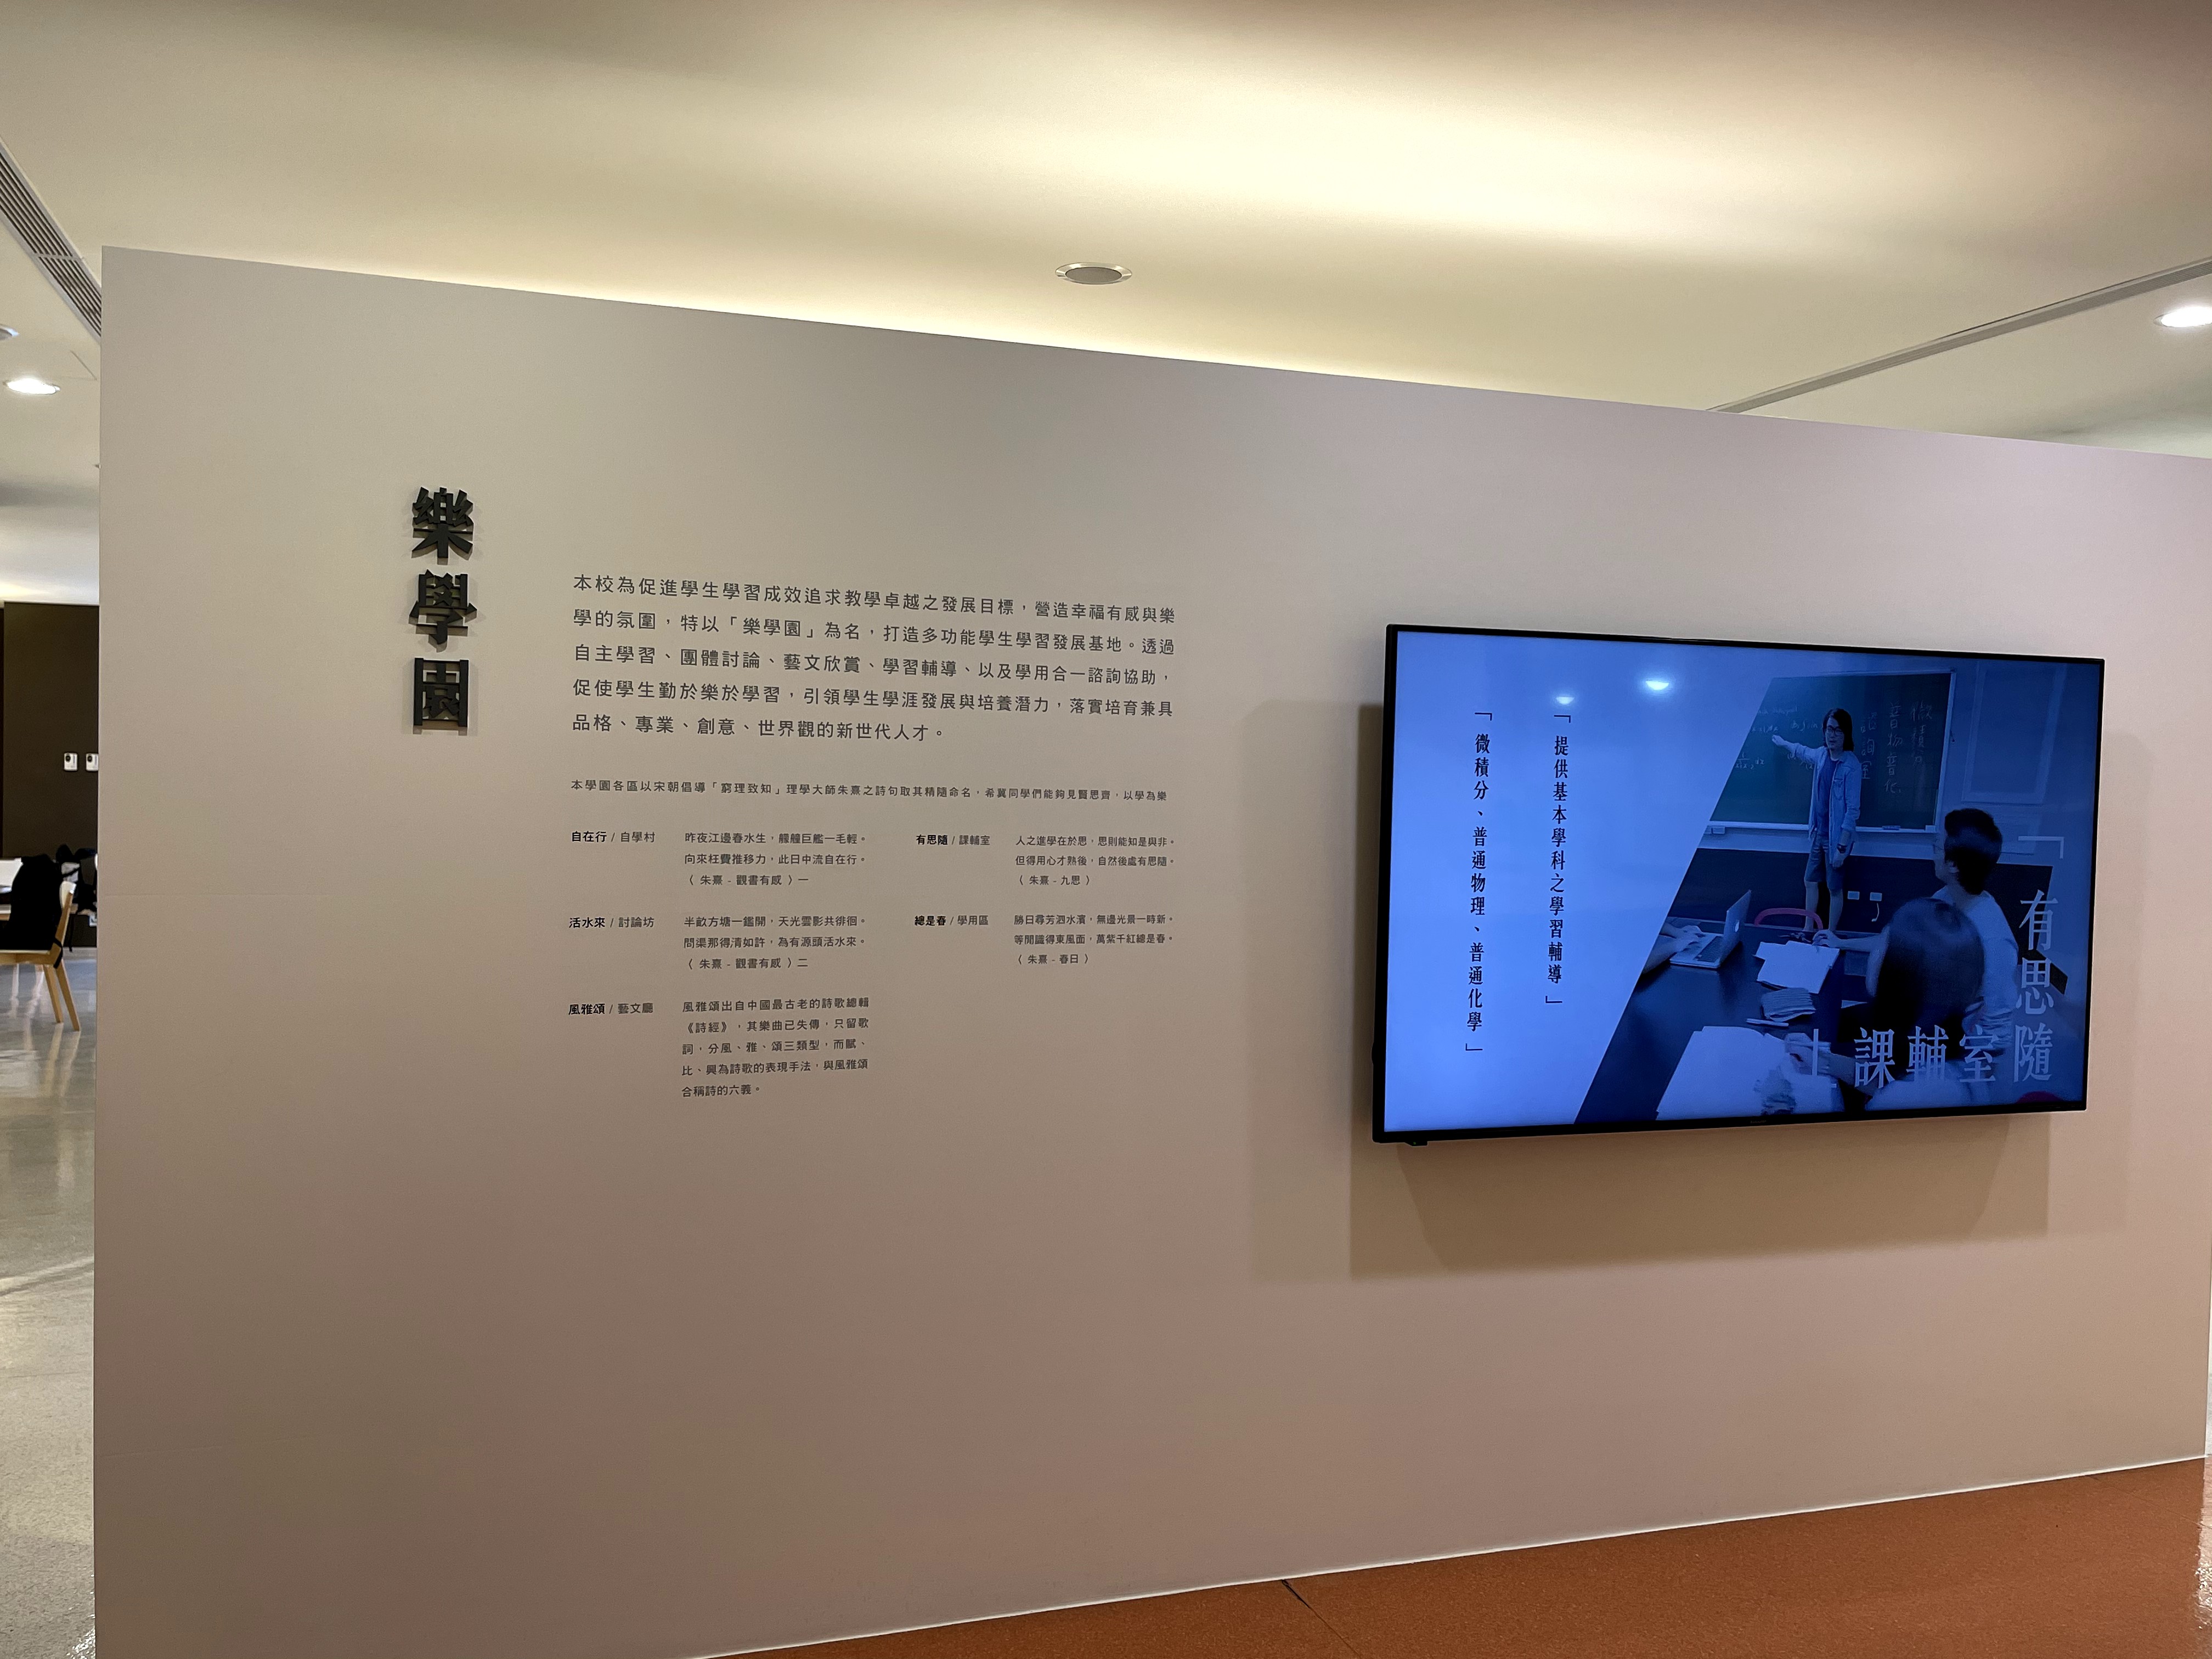 樂學園
本校為促進學生學習成效追求教學卓越之發展目標，營造幸福有感與樂
學的氛圍，特以「樂學園」為名，打造多功能學生學習發展基地。透過
自主學習、團體討論、藝文欣賞、學習輔導、以及學用合一諮詢協助，
促使學生勤於樂於學習，引領學生學涯發展與培養潛力，落實培育兼具
品格、專業、創意、世界觀的新世代人才。
本學園各區以宋朝倡導「窮理致知」理學大師朱熹之詩句取其精隨命名，希冀同學們能夠見賢思齊，以學為樂
自在行 / 自學村
昨夜江邊春水生，艨艟巨艦一毛輕。
向來枉費推移力，此日中流自在行。
〈 朱熹 - 觀書有感 〉一
活水來 / 討論坊
半畝方塘一鑑開，天光雲影共徘徊。
問渠那得清如許，為有源頭活水來。
〈 朱熹 - 觀書有感 〉二
風雅頌 / 藝文廳
風雅頌出自中國最古老的詩歌總輯
《詩經》，其樂曲已失傳，只留歌
詞，分風、雅、頌三類型，而賦、
比、興為詩歌的表現手法，與風雅頌
合稱詩的六義。
有思隨 / 課輔室
人之進學在於思，思則能知是與非。
但得用心才熟後，自然後處有思隨。
〈 朱熹 - 九思 〉
總是春 / 學用區
勝日尋芳泗水濱，無邊光景一時新。
等閒識得東風面，萬紫千紅總是春。
〈 朱熹 - 春日 〉
「有思隨
課輔室」
「提供基本學科之學習輔導」
「微積分、普通物理、普通化學」
微積分
普物普化